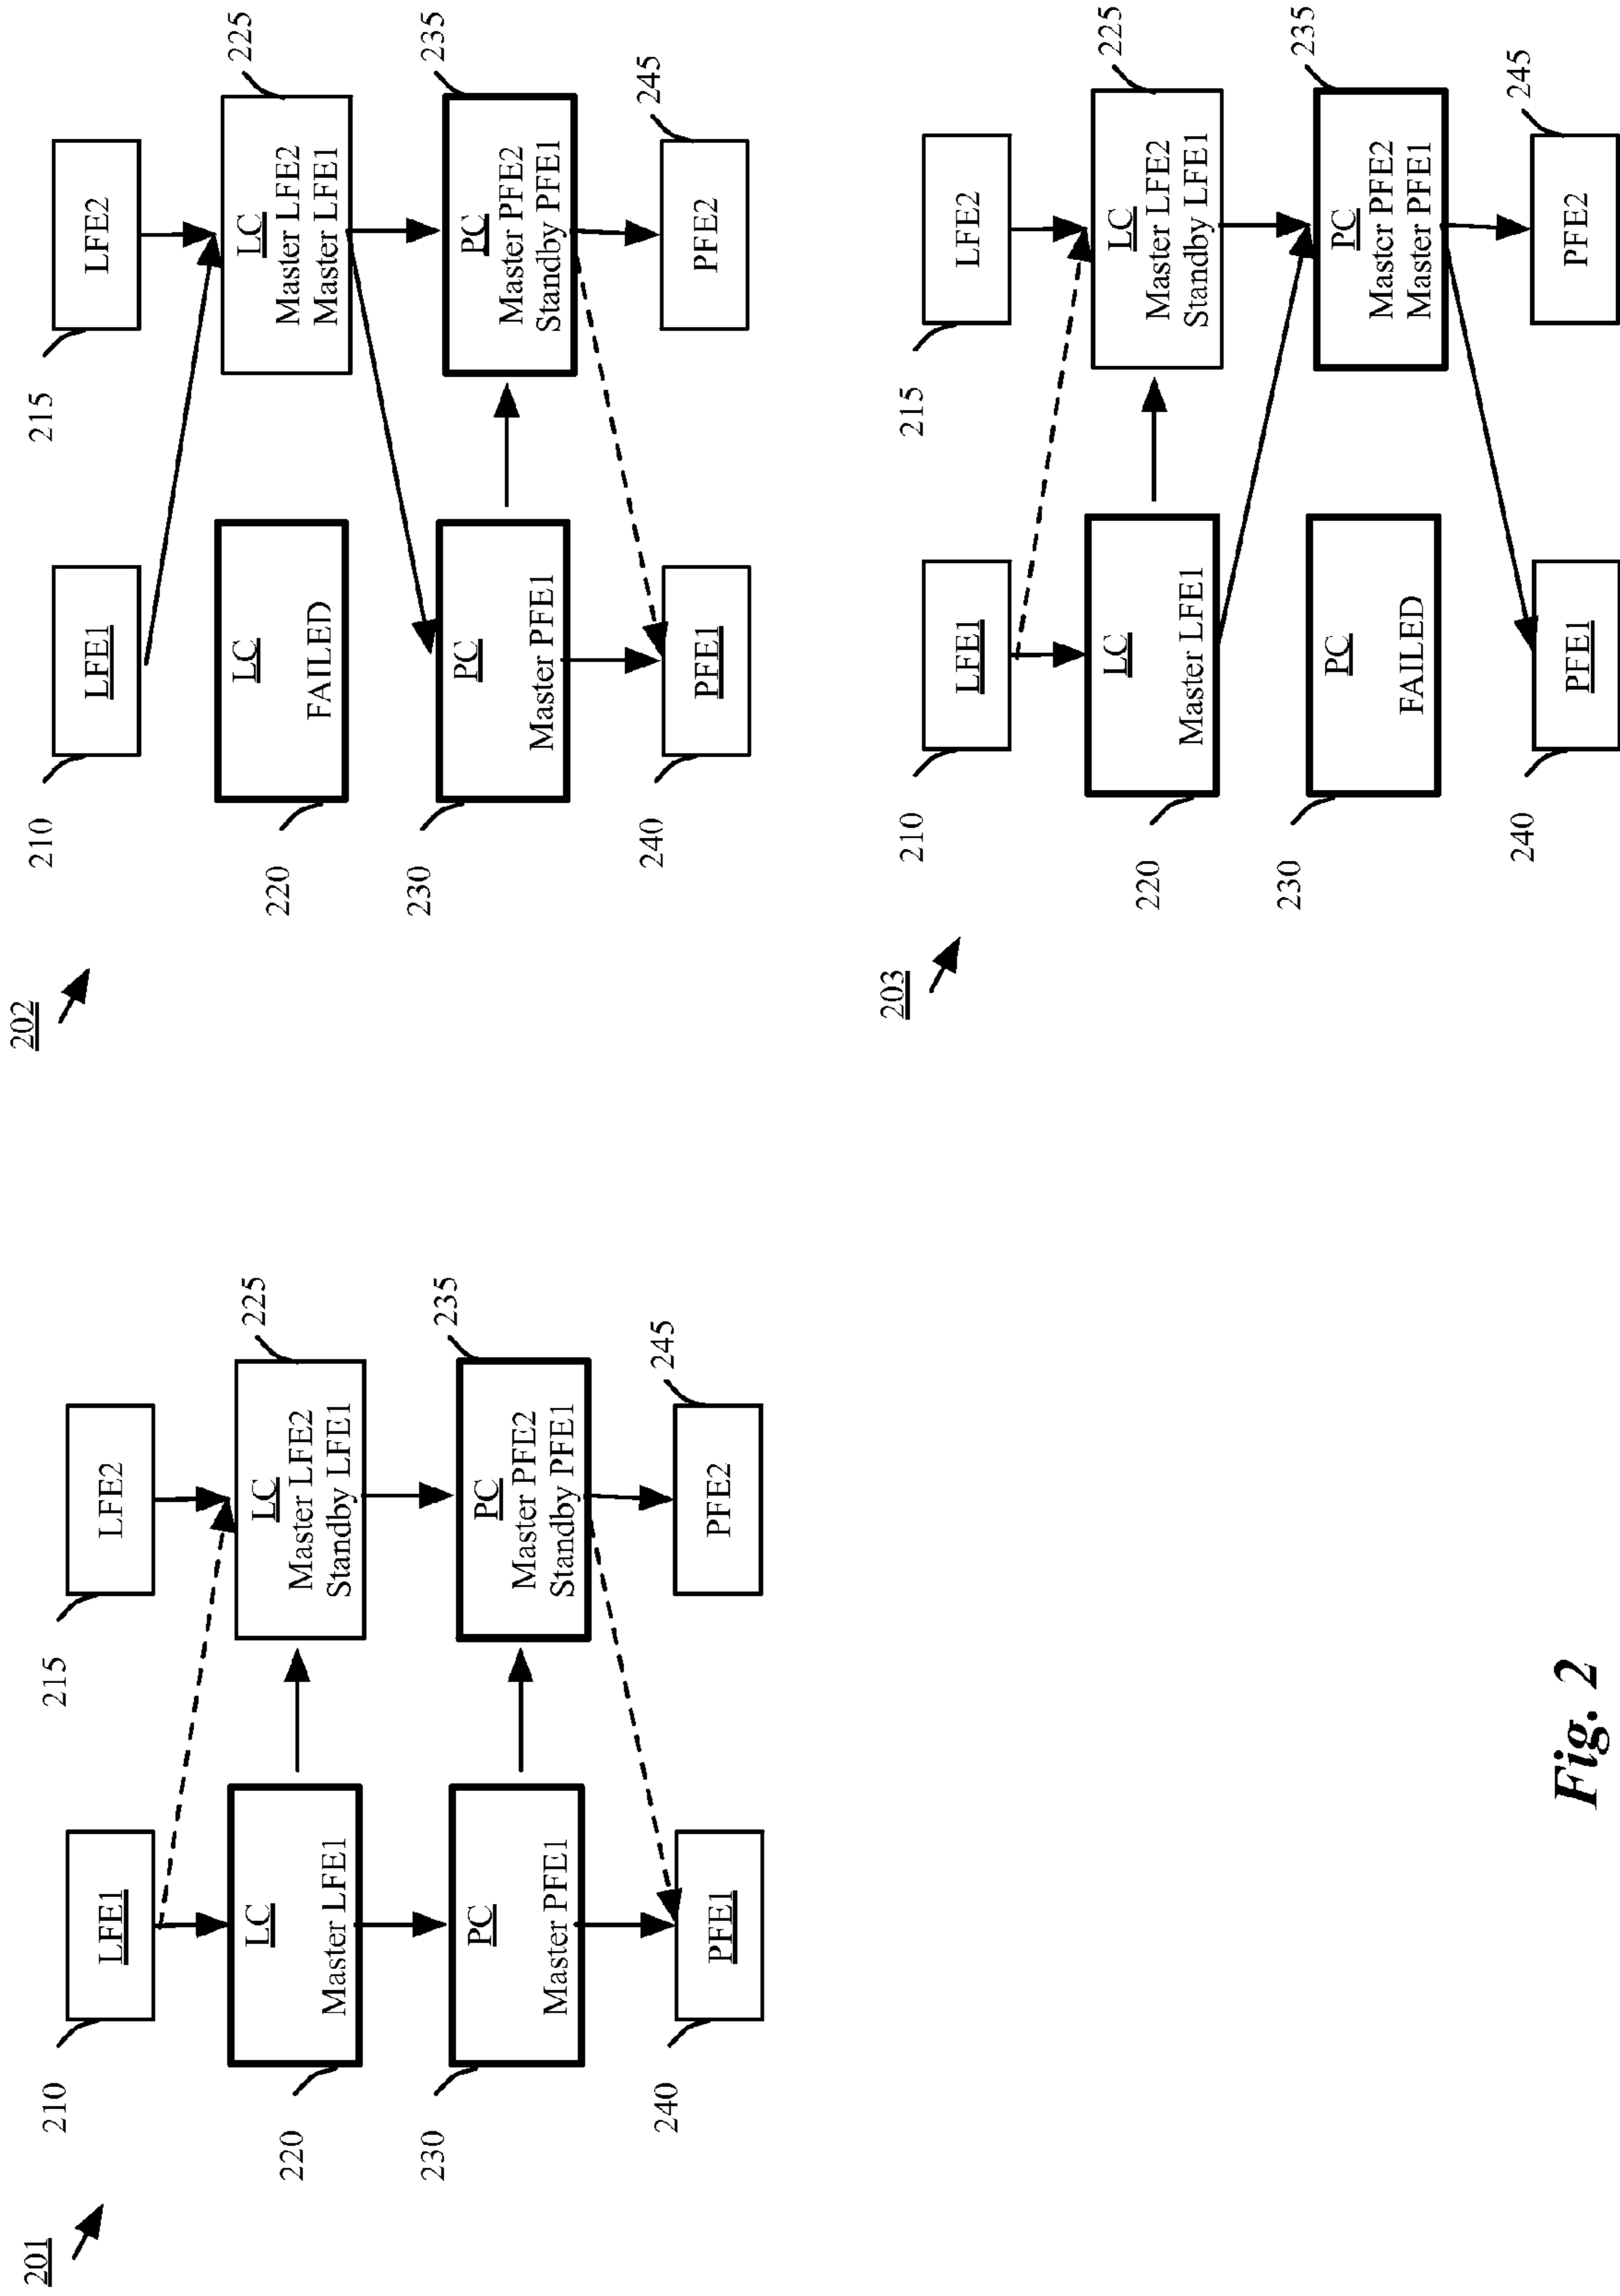 201
210
LFE1
215
LFE2
220
LC
Master LFE1
225
LC
Master LFE2
Standby LFE1
230
PC
Master PFE1
235
PC
Master PFE2
Standby PFE1
240
PFE1
245
PFE2
202
210
LFE1
215
LFE2
220
LC
FAILED
225
LC
Master LFE2
Master LFE1
230
PC
Master PFE1
235
PC
Master PFE2
Standby PFE1
240
PFE1
245
PFE2
203
210
LFE1
215
LFE2
220
LC
Master LFE1
225
LC
Master LFE2
Standby LFE1
230
PC
FAILED
235
PC
Master PFE2
Master PFE1
240
PFE1
245
PFE2
Fig. 2